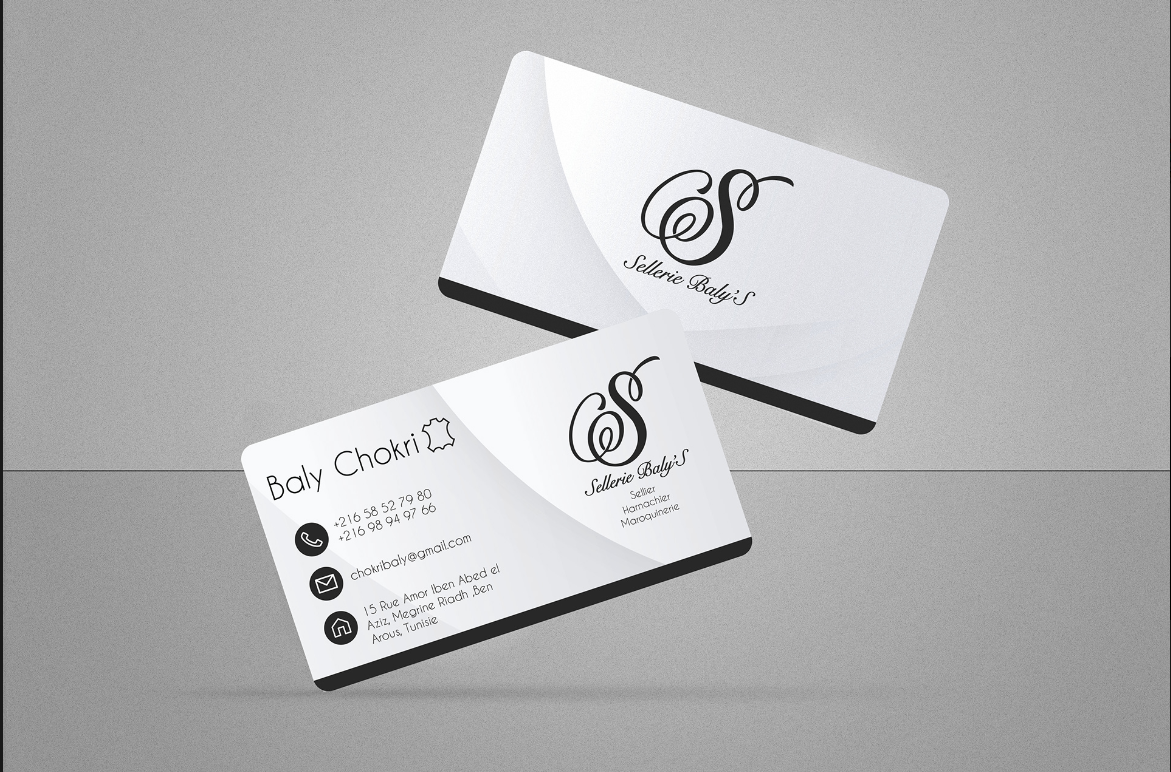 S
Sellerie Baly'S
Baly Chokri
+216 58 52 79 80
+216 98 94 97 66
chokribaly@gmail.com
15 Rue Amor Iben Abed el
Aziz, Megrine Riadh .Ben
Arous, Tunisie
S
Sellerie Baly'S
Sellier
Harnachier
Maroquinerie